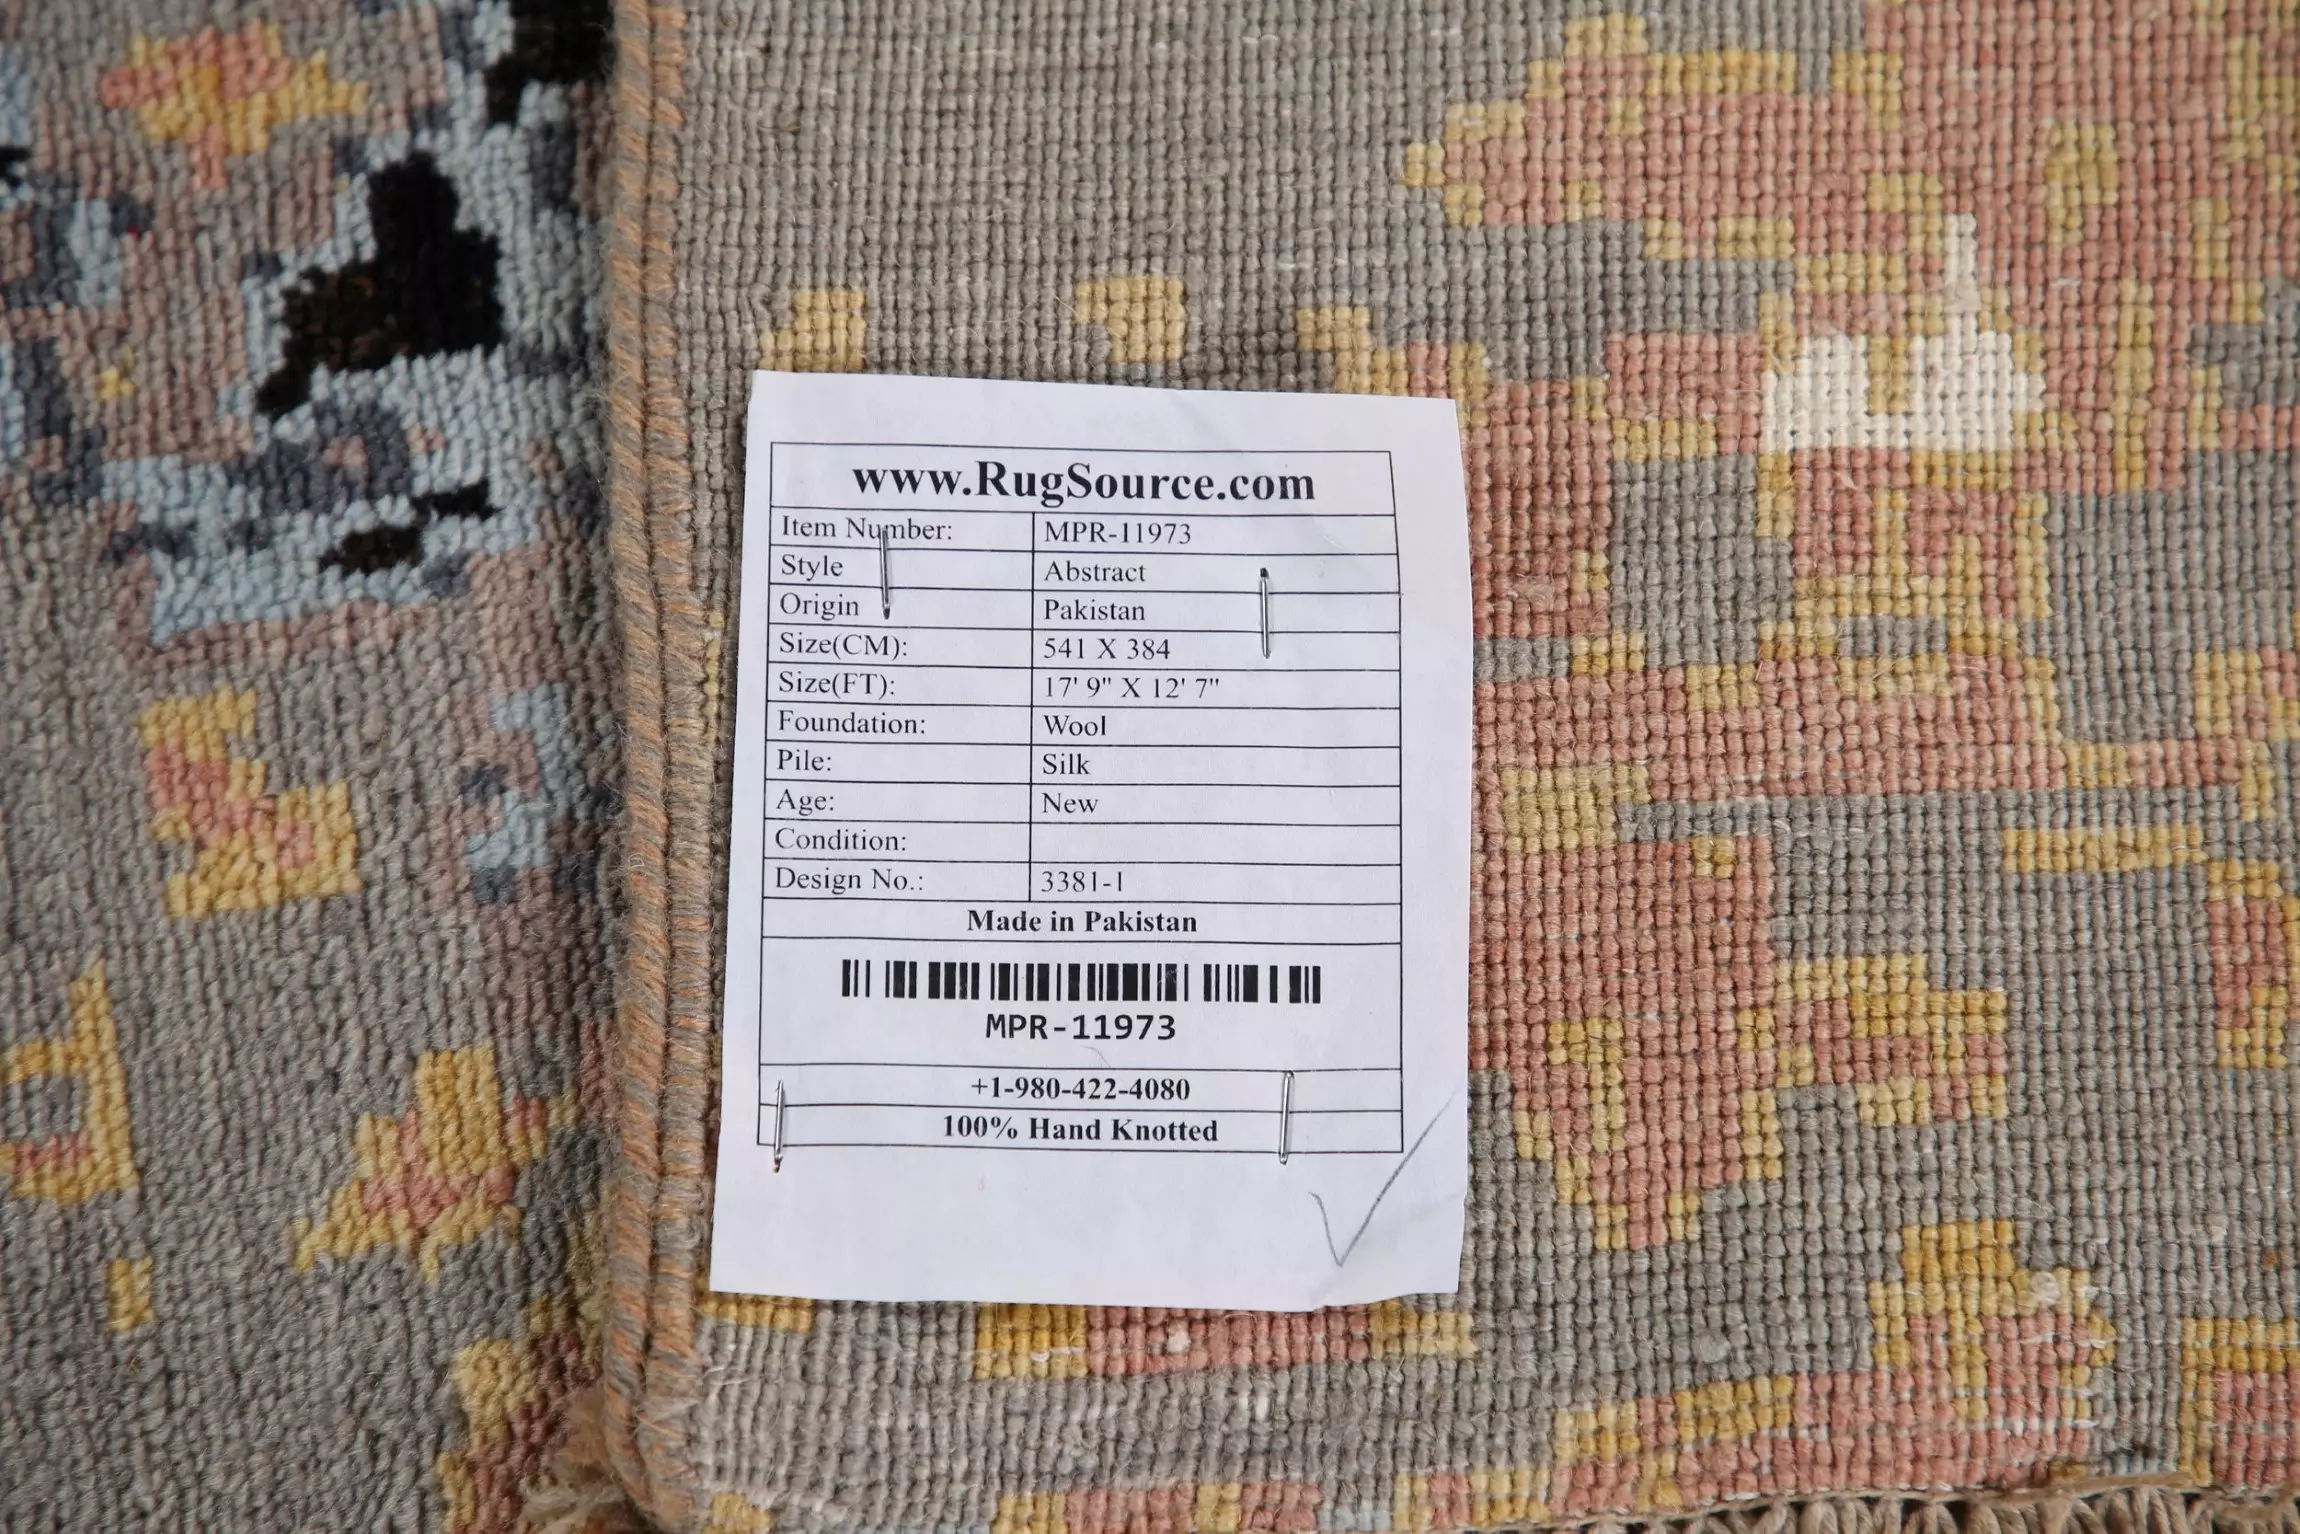 www.RugSource.com
Item Number: MPR-11973
Style Abstract
Origin Pakistan
Size(CM): 541 X 384
Size(FT): 17' 9" X 12' 7"
Foundation: Wool
Pile: Silk
Age: New
Condition:
Design No.: 3381-1
Made in Pakistan
MPR-11973
+1-980-422-4080
100% Hand Knotted